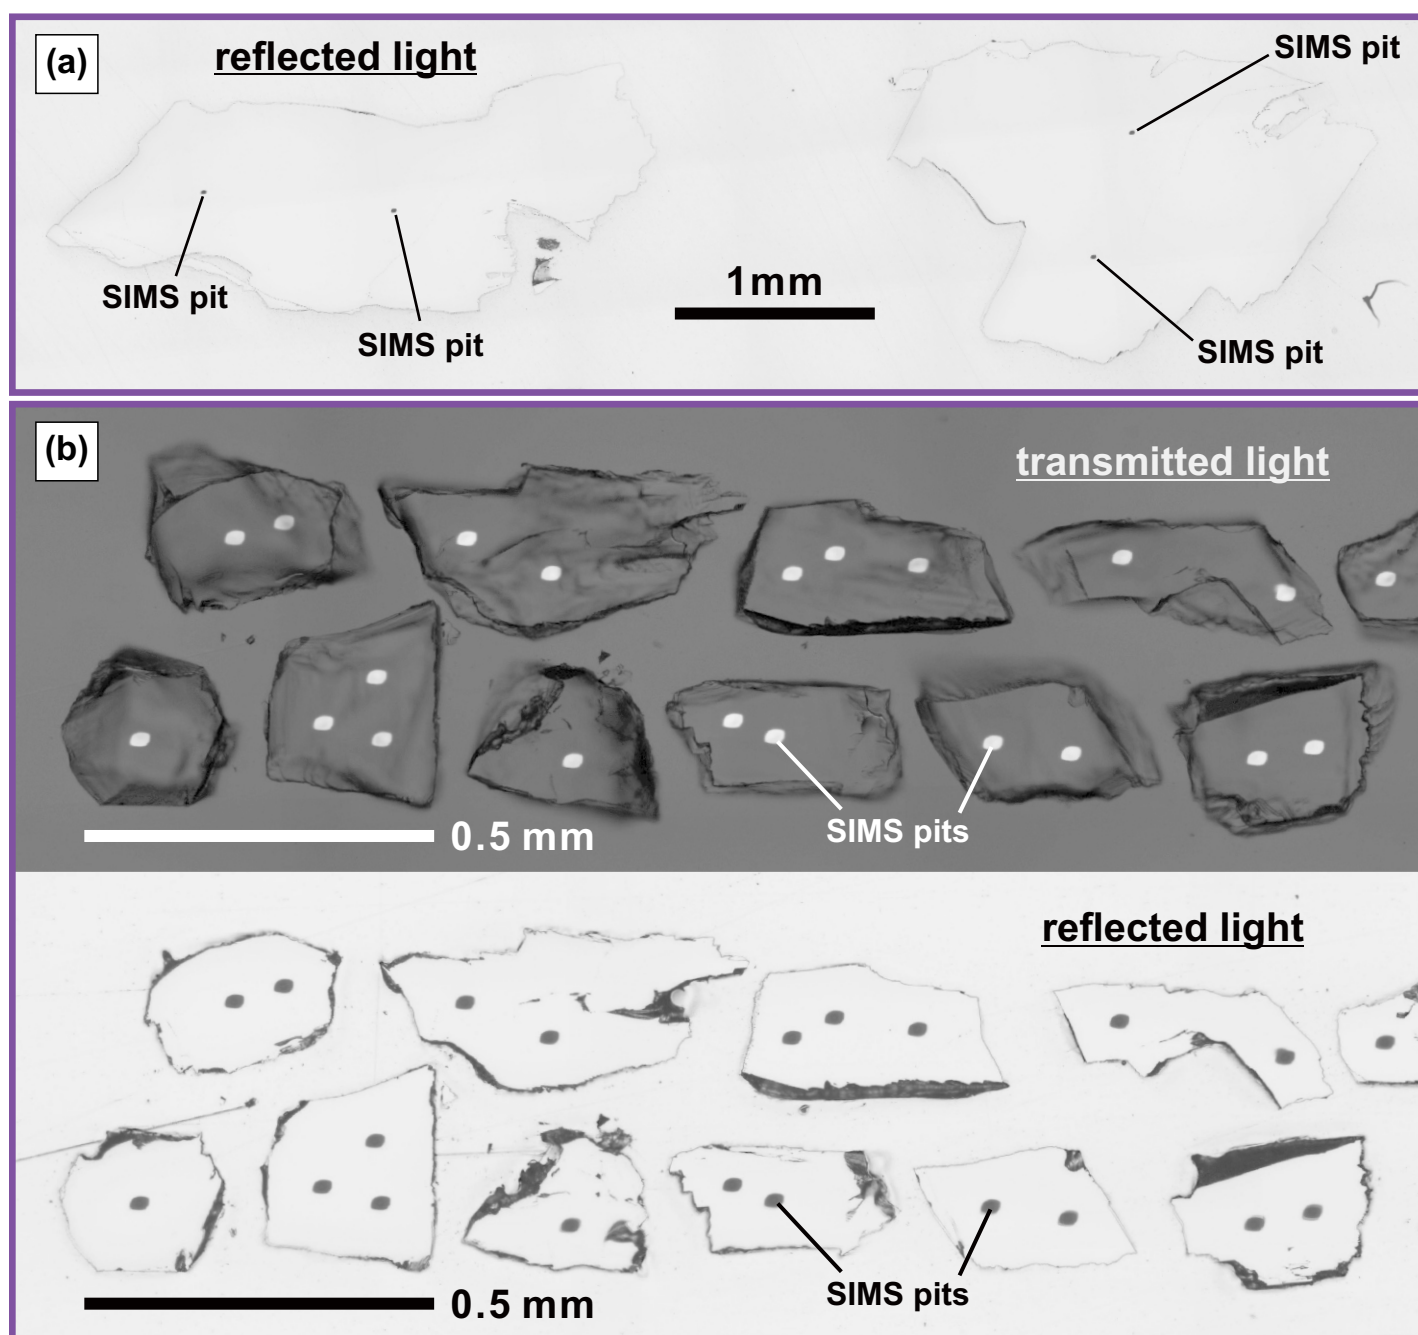 (a)
reflected light
SIMS pit
SIMS pit
SIMS pit
1mm
SIMS pit
(b)
transmitted light
SIMS pits
0.5 mm
reflected light
SIMS pits
0.5 mm